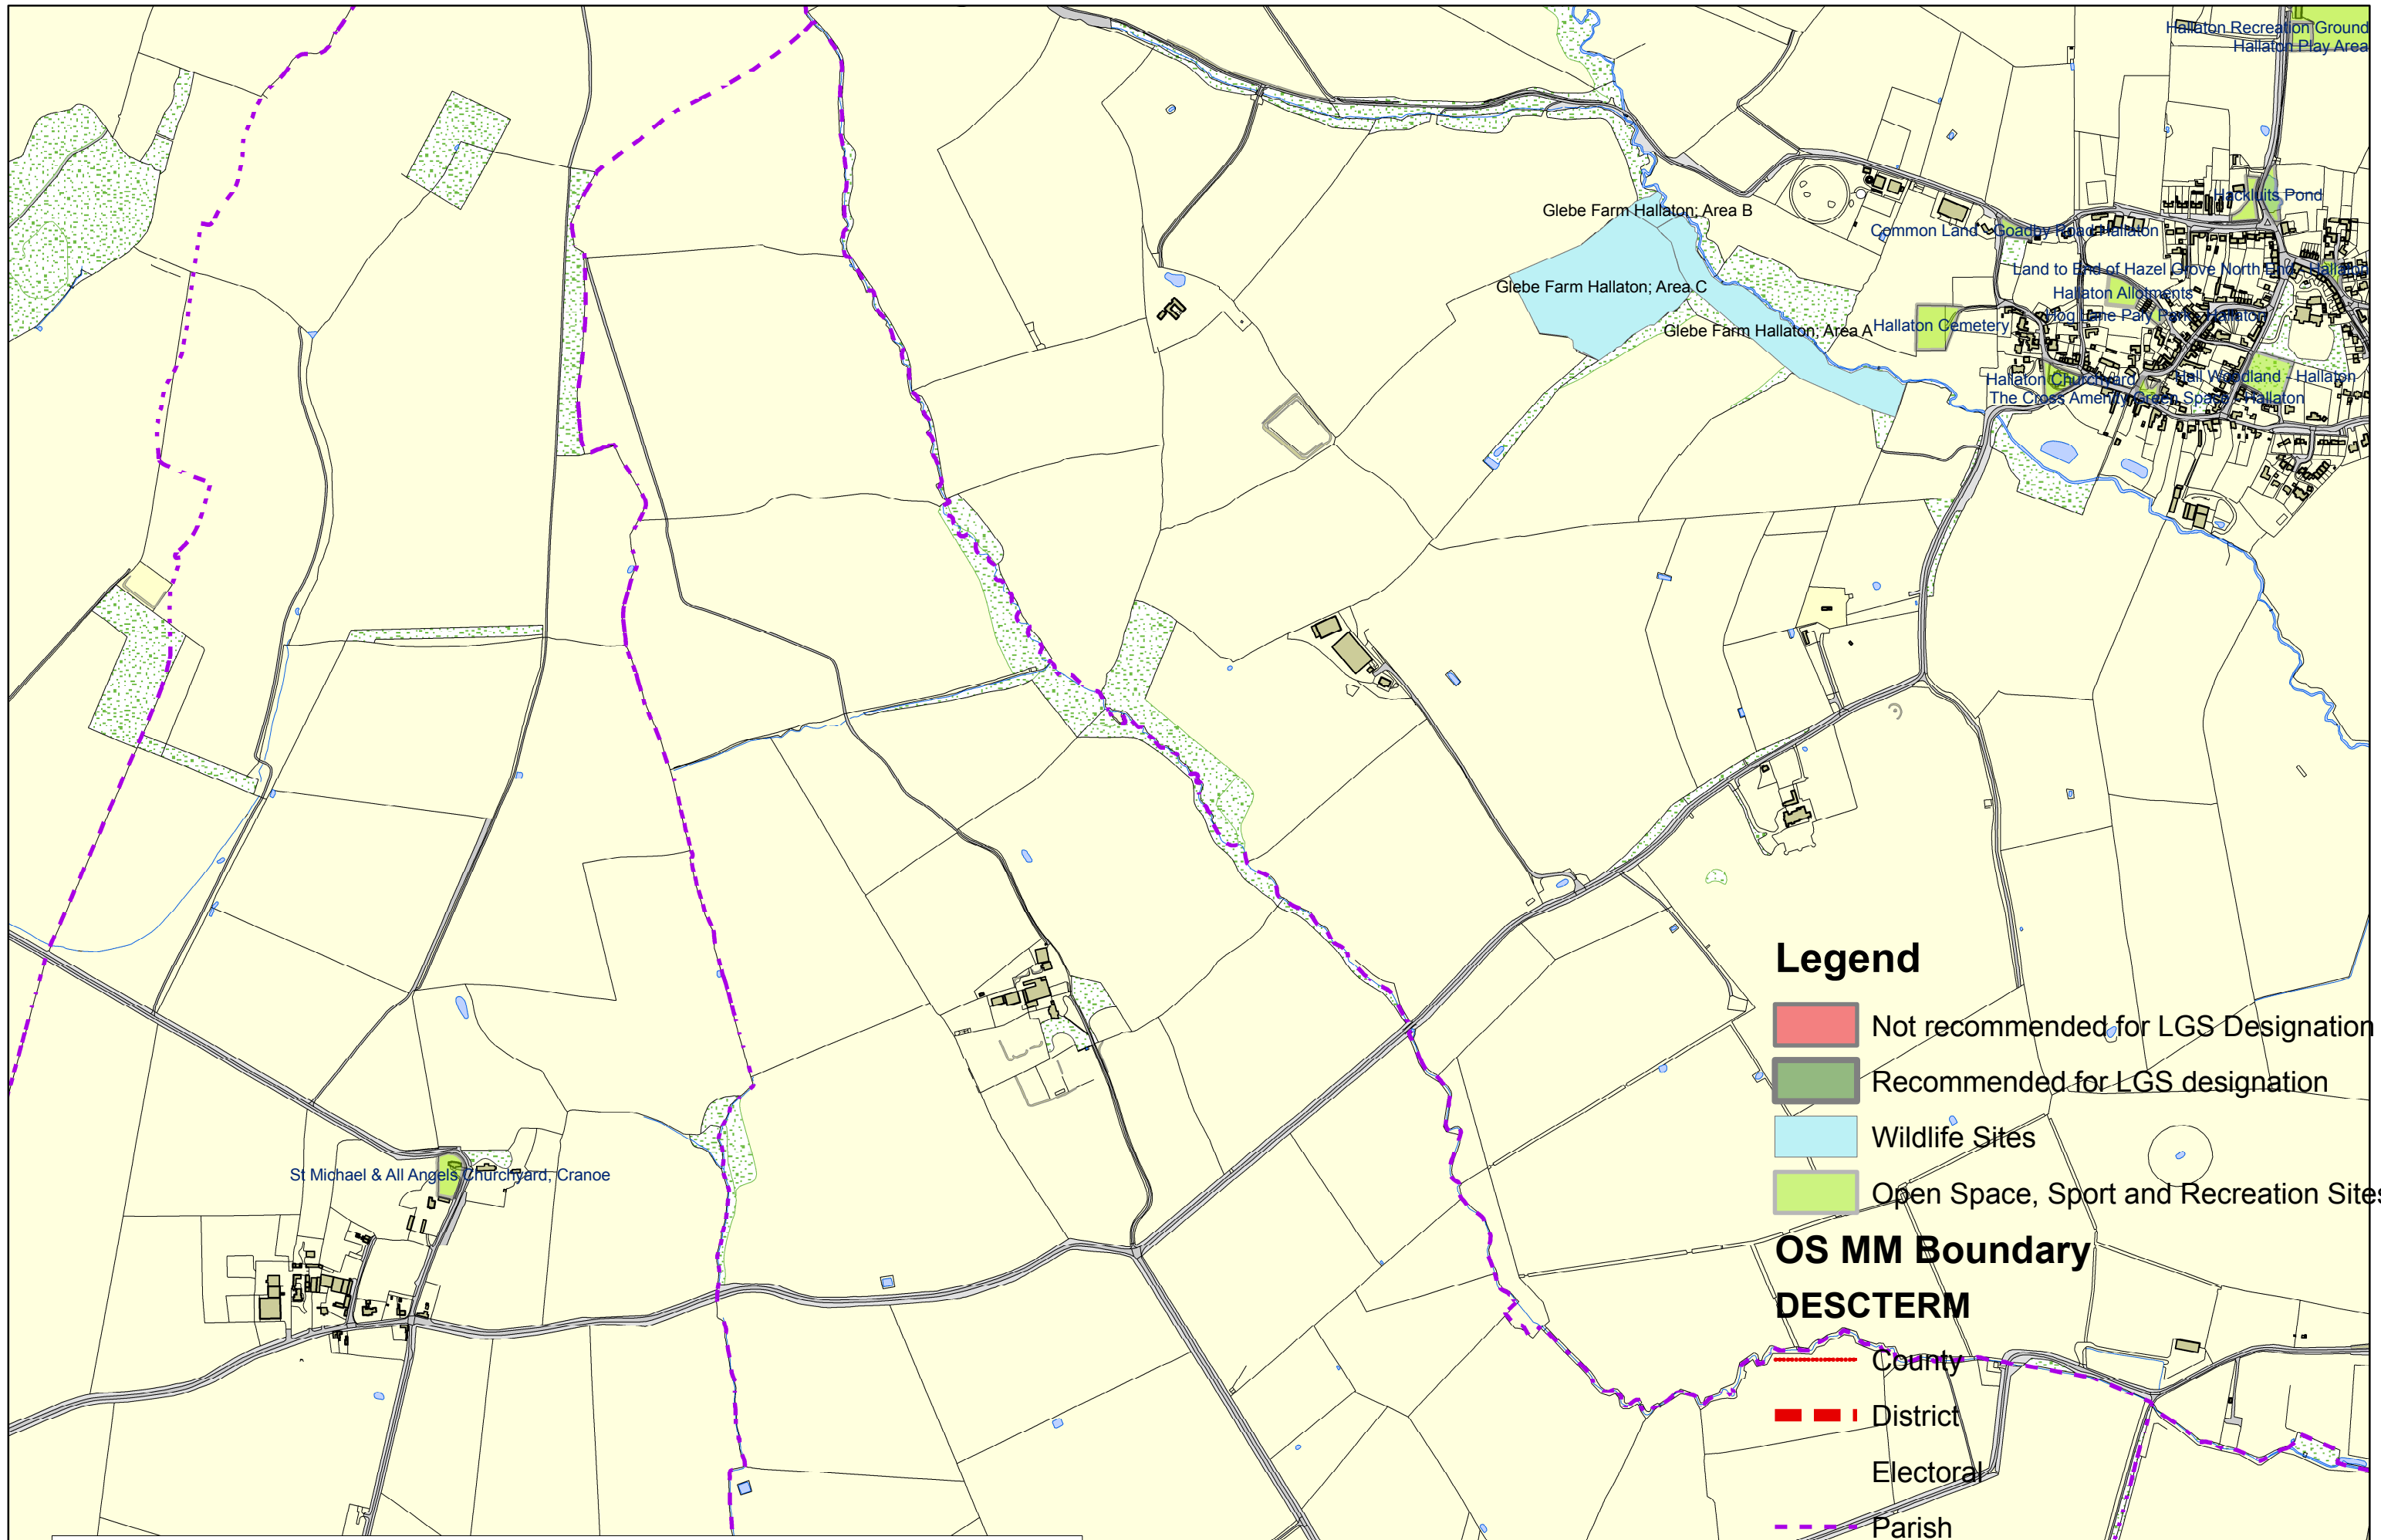 Hallaton Recreation Ground
Hallaton Play Area
Hackluits Pond
Glebe Farm Hallaton; Area B
Common Land - Goadby Road Hallaton
Land to End of Hazel Grove North End - Hallaton
Glebe Farm Hallaton; Area C
Hallaton Allotments
Hog Lane Paly Park - Hallaton
Glebe Farm Hallaton; Area A
Hallaton Cemetery
Hallaton Churchyard
Hall Woodland - Hallaton
The Cross Amenity Green Space - Hallaton
St Michael & All Angels Churchyard, Cranoe
Legend
Not recommended for LGS Designation
Recommended for LGS designation
Wildlife Sites
Open Space, Sport and Recreation Sites
OS MM Boundary
DESCTERM
County
District
Electoral
Parish